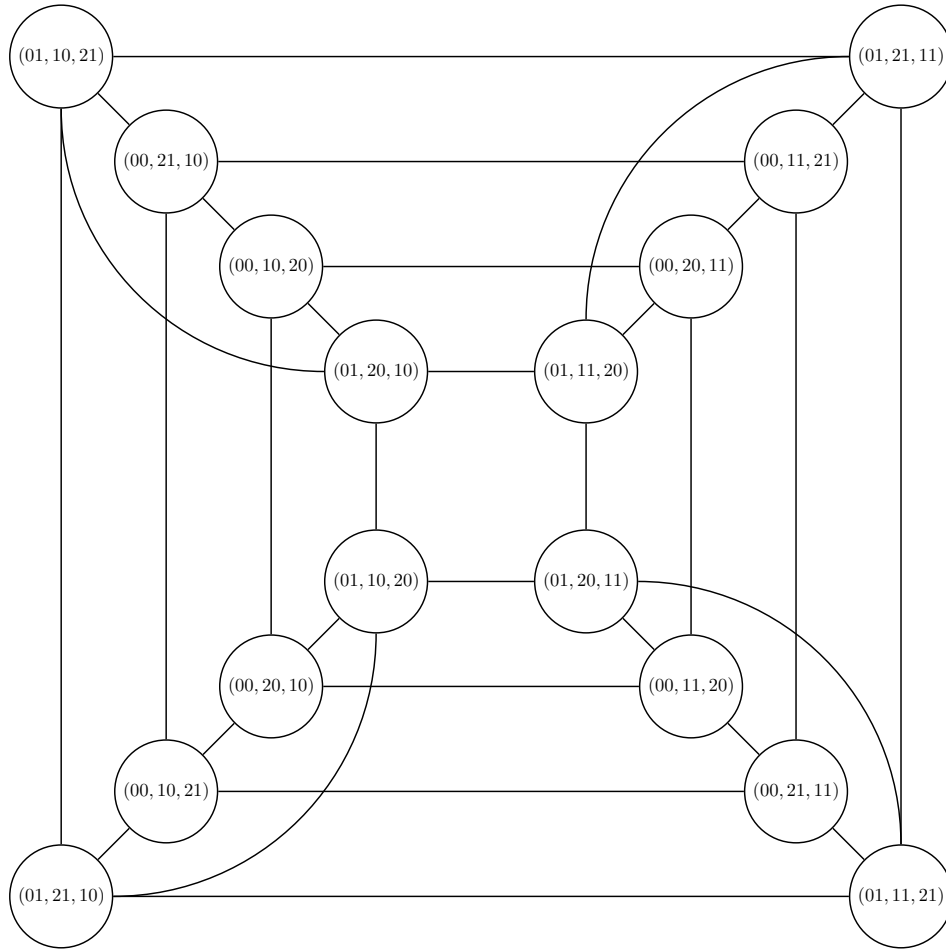 (01, 10, 21)
(01, 21, 11)
(00, 21, 10)
(00, 11, 21)
(00, 10, 20)
(00, 20, 11)
(01, 20, 10)
(01, 11, 20)
(01, 10, 20)
(01, 20, 11)
(00, 20, 10)
(00, 11, 20)
(00, 10, 21)
(00, 21, 11)
(01, 21, 10)
(01, 11, 21)